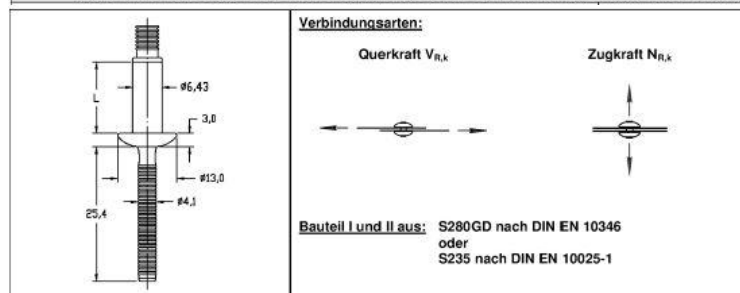 L
ø6,43
3,0
ø13,0
ø4,1
25,4
Verbindungsarten:
Querkraft V_R,k
Zugkraft N_R,k
Bauteil I und II aus: S280GD nach DIN EN 10346
oder
S235 nach DIN EN 10025-1